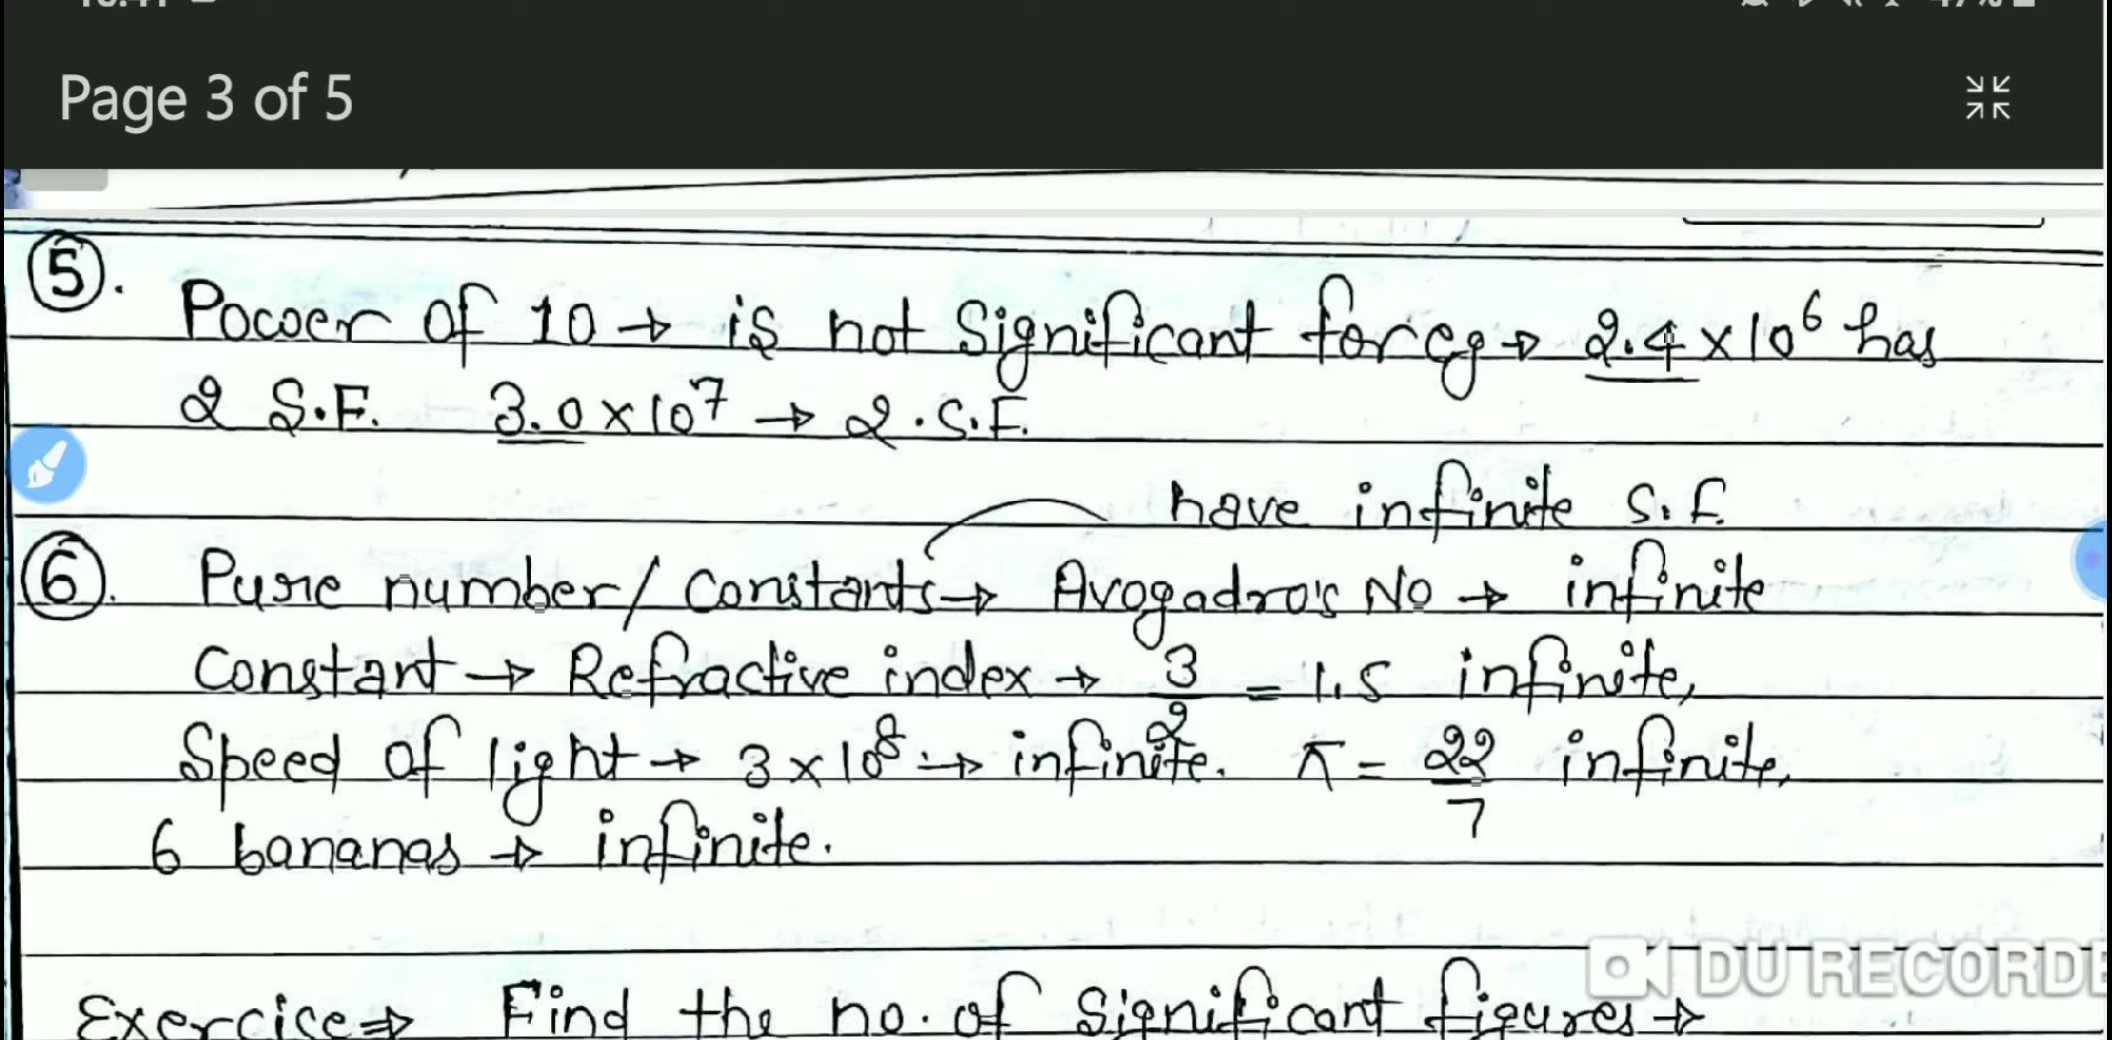 Page 3 of 5
5. Power of 10 → is not significant for eg → 2.4 × 10⁶ has
2 S.F. 3.0 × 10⁷ → 2.S.F.
have infinite S.F.
6. Pure number / constants → Avogadro's No → infinite
Constant → Refractive index → 3/2 = 1.5 infinite,
Speed of light → 3 × 10⁸ → infinite. π = 22/7 infinite,
6 bananas → infinite.
DU RECORDE
Exercise ⇒ Find the no. of significant figures →